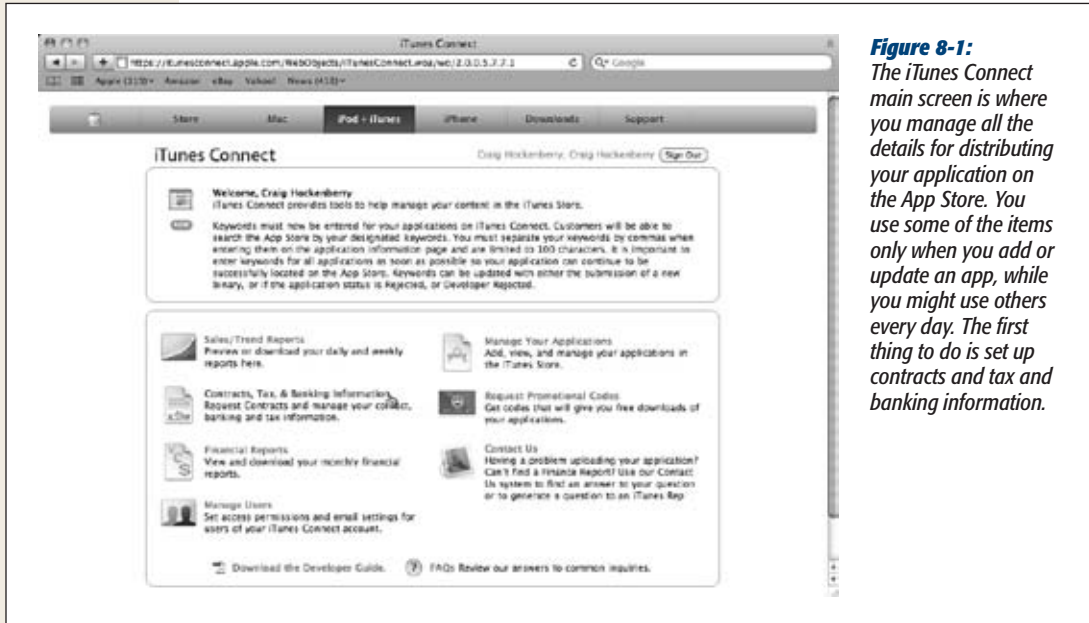 iTunes Connect
https://itunesconnect.apple.com/WebObjects/iTunesConnect.woa/wo/2.0.0.5.7.7.1
Google
Apple (315) Amazon eBay Yahoo! News (418)
Store Mac iPod + iTunes iPhone Downloads Support
iTunes Connect
Craig Hockenberry, Craig Hockenberry Sign Out
Welcome, Craig Hockenberry
iTunes Connect provides tools to help manage your content in the iTunes Store.
Keywords must now be entered for your applications on iTunes Connect. Customers will be able to
search the App Store by your designated keywords. You must separate your keywords by commas when
entering them on the application information page and are limited to 100 characters. It is important to
enter keywords for all applications as soon as possible so your application can continue to be
successfully located on the App Store. Keywords can be updated with either the submission of a new
binary, or if the application status is Rejected, or Developer Rejected.
Sales/Trend Reports
Preview or download your daily and weekly
reports here.
Contracts, Tax, & Banking Information
Request Contracts and manage your contact,
banking and tax information.
Financial Reports
View and download your monthly financial
reports.
Manage Users
Set access permissions and email settings for
users of your iTunes Connect account.
Manage Your Applications
Add, view, and manage your applications in
the iTunes Store.
Request Promotional Codes
Get codes that will give you free downloads of
your applications.
Contact Us
Having a problem uploading your application?
Can't find a Finance Report? Use our Contact
Us system to find an answer to your question
or to generate a question to an iTunes Rep
Download the Developer Guide. FAQs Review our answers to common inquiries.
Figure 8-1:
The iTunes Connect
main screen is where
you manage all the
details for distributing
your application on
the App Store. You
use some of the items
only when you add or
update an app, while
you might use others
every day. The first
thing to do is set up
contracts and tax and
banking information.